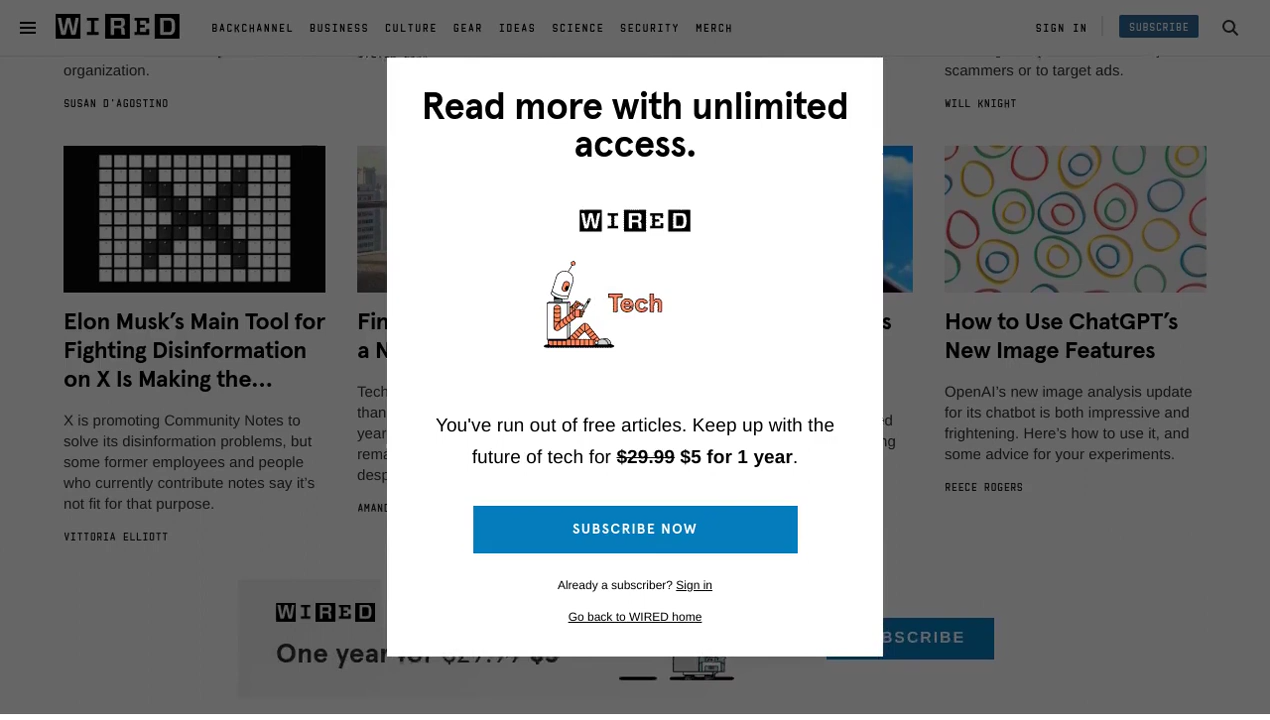 WIRED
BACKCHANNEL BUSINESS CULTURE GEAR IDEAS SCIENCE SECURITY MERCH
SIGN IN
SUBSCRIBE
organization.
SUSAN D'AGOSTINO
scammers or to target ads.
WILL KNIGHT
Elon Musk's Main Tool for
Fighting Disinformation
on X Is Making the...
X is promoting Community Notes to
solve its disinformation problems, but
some former employees and people
who currently contribute notes say it's
not fit for that purpose.
VITTORIA ELLIOTT
Read more with unlimited
access.
WIRED
Tech
You've run out of free articles. Keep up with the
future of tech for $29.99 $5 for 1 year.
SUBSCRIBE NOW
Already a subscriber? Sign in
Go back to WIRED home
How to Use ChatGPT's
New Image Features
OpenAI's new image analysis update
for its chatbot is both impressive and
frightening. Here's how to use it, and
some advice for your experiments.
REECE ROGERS
WIRED
One year for $29.99 $5
BSCRIBE